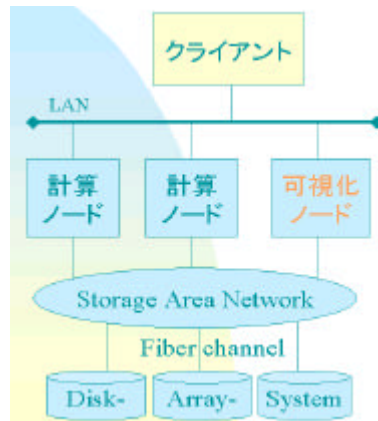 クライアント
LAN
計算 計算 可視化
ノード ノード ノード
Storage Area Network
Fiber channel
Disk- Array- System